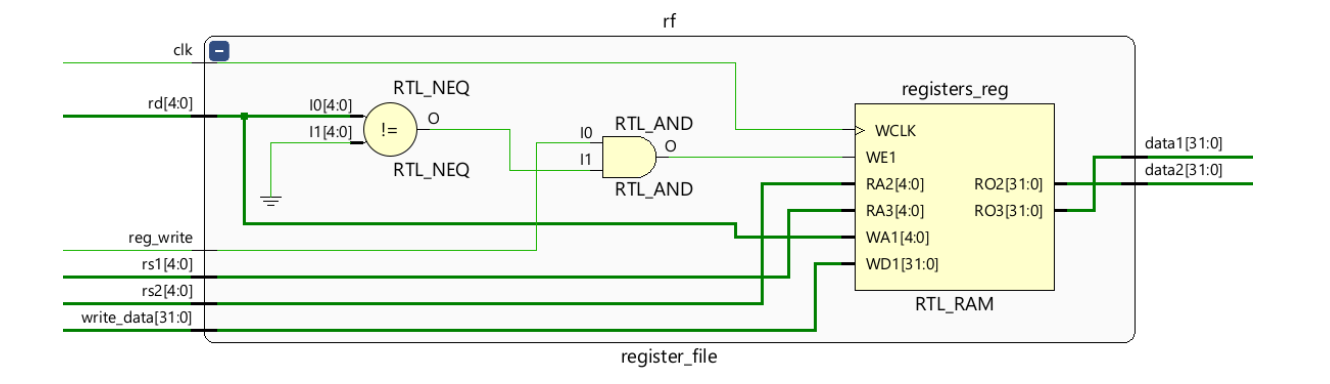 rf
clk
RTL_NEQ
registers_reg
rd[4:0]
I0[4:0]
O
I1[4:0]
!=
RTL_NEQ
RTL_AND
I0
I1
O
RTL_AND
WCLK
WE1
RA2[4:0]
RO2[31:0]
RA3[4:0]
RO3[31:0]
WA1[4:0]
WD1[31:0]
RTL_RAM
data1[31:0]
data2[31:0]
reg_write
rs1[4:0]
rs2[4:0]
write_data[31:0]
register_file